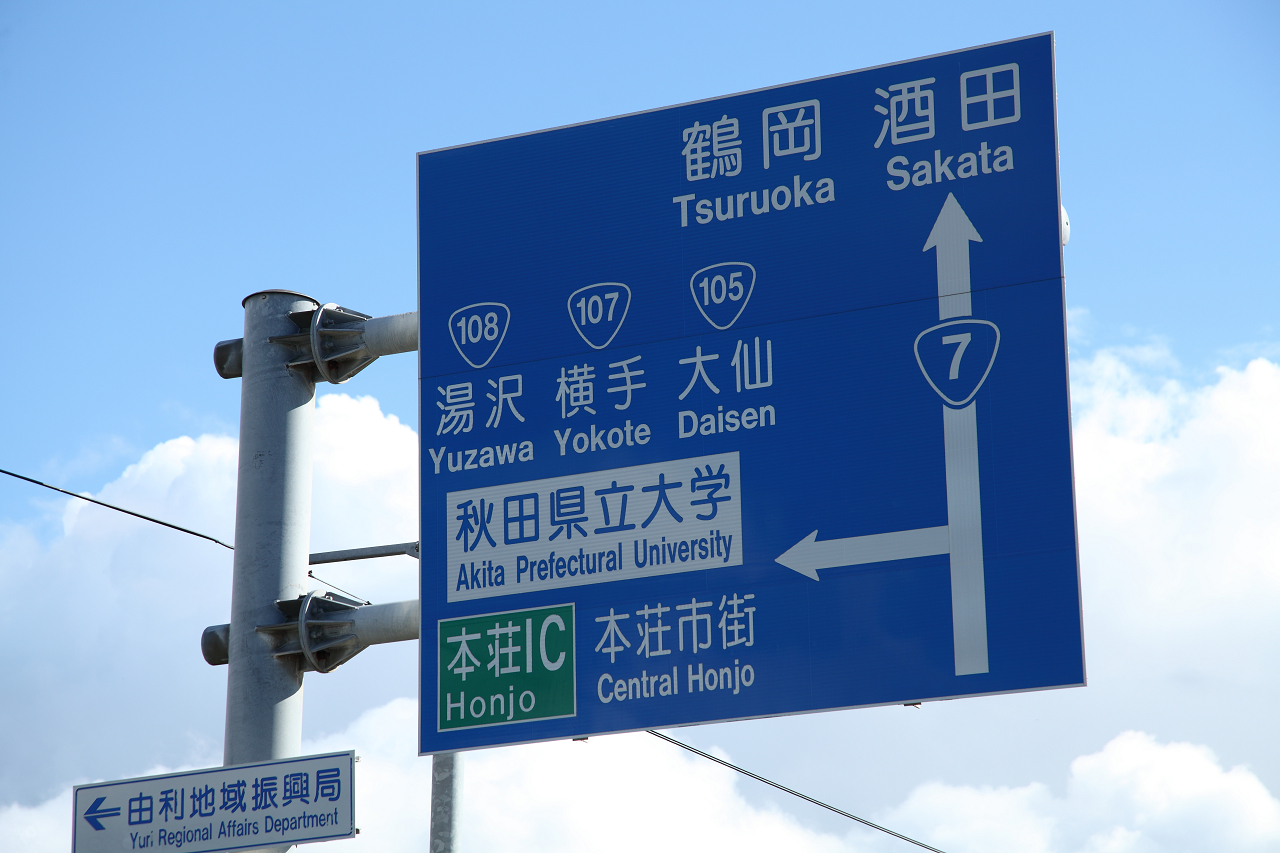 鶴岡 酒田
Tsuruoka Sakata
108 107 105
7
湯沢 横手 大仙
Yuzawa Yokote Daisen
秋田県立大学
Akita Prefectural University
本荘IC 本荘市街
Honjo Central Honjo
由利地域振興局
Yuri Regional Affairs Department